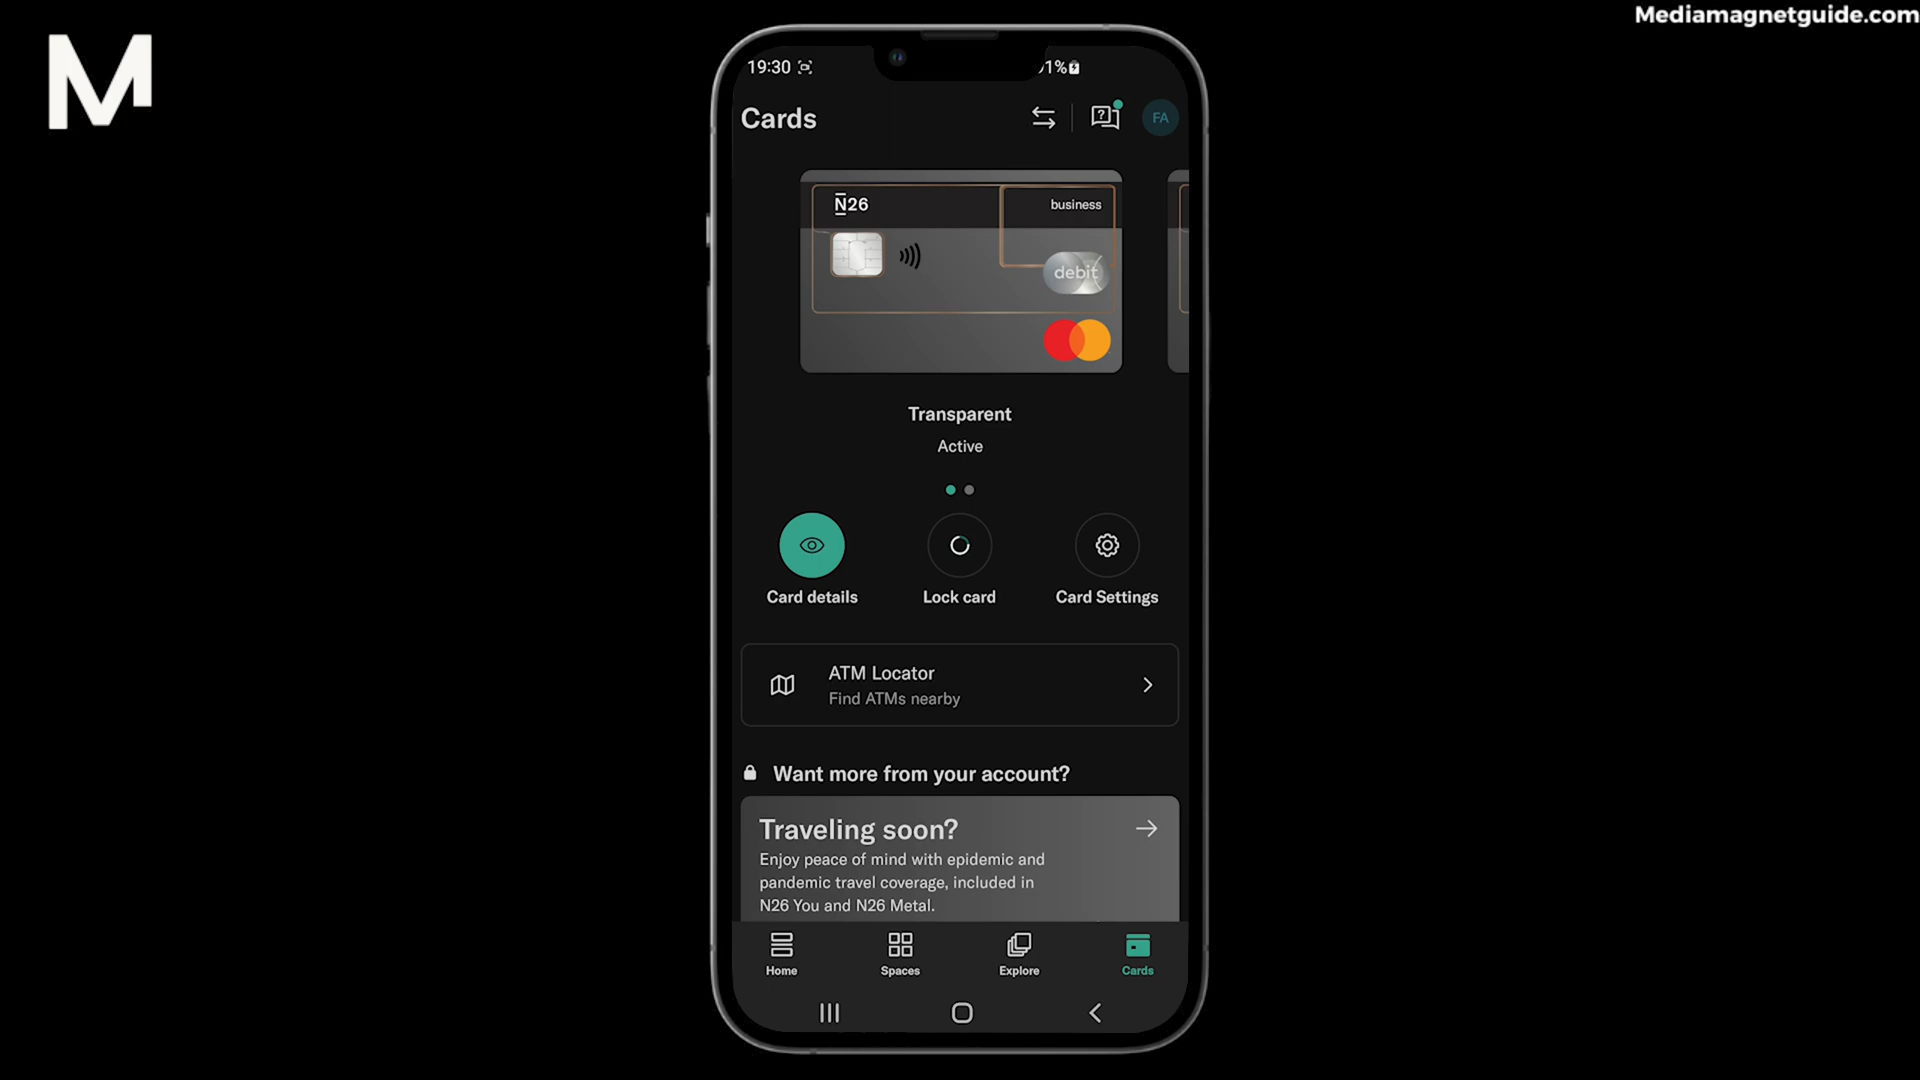 Mediamagnetguide.com
M
19:30
91%
Cards
?
FA
N26
business
debit
Transparent
Active
Card details
Lock card
Card Settings
ATM Locator
Find ATMs nearby
Want more from your account?
Traveling soon?
Enjoy peace of mind with epidemic and
pandemic travel coverage, included in
N26 You and N26 Metal.
Home
Spaces
Explore
Cards